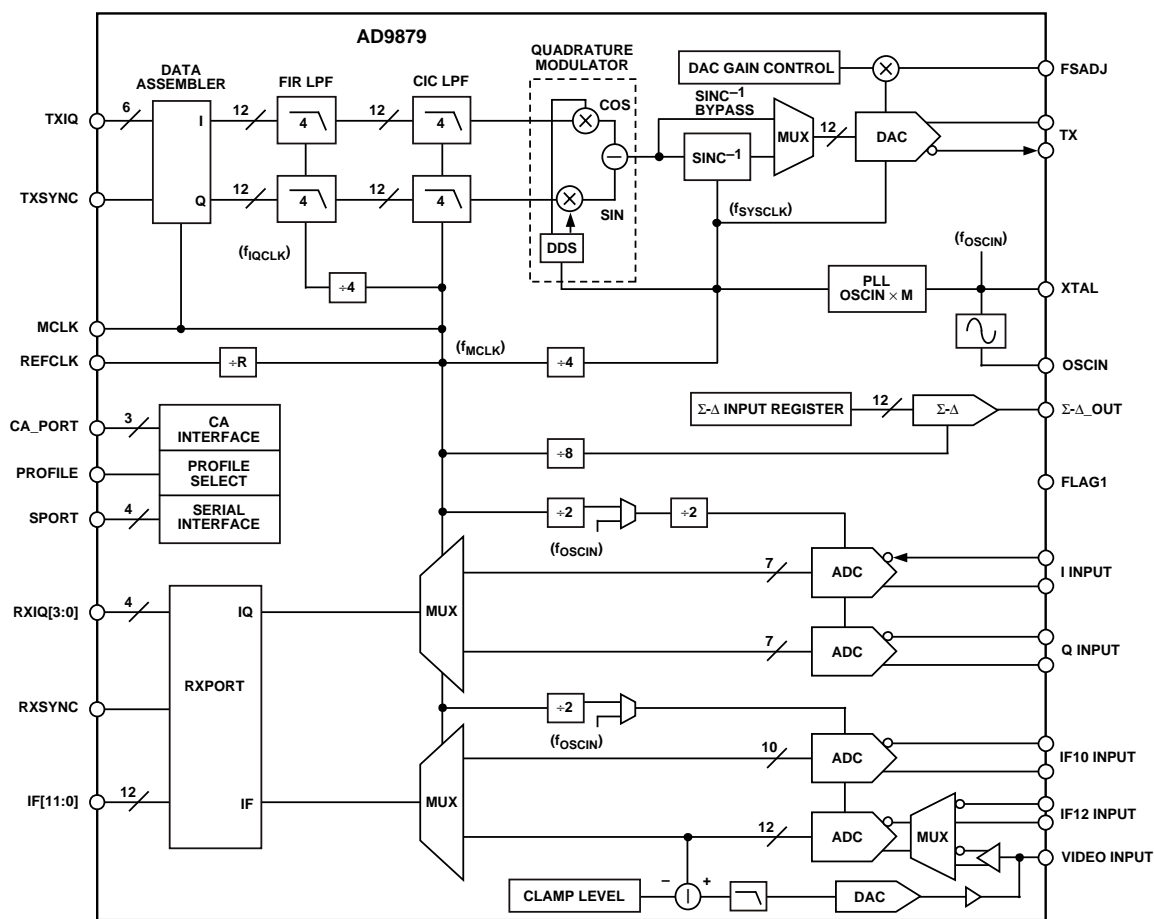 AD9879
DATA
ASSEMBLER
FIR LPF
CIC LPF
QUADRATURE
MODULATOR
DAC GAIN CONTROL
FSADJ
TXIQ
6
I
12
4
12
4
COS
SINC–1
BYPASS
MUX
12
DAC
TX
SINC–1
TXSYNC
Q
12
4
12
4
SIN
(fSYSCLK)
DDS
(fIQCLK)
÷4
(fOSCIN)
PLL
OSCIN × M
XTAL
MCLK
REFCLK
÷R
(fMCLK)
÷4
OSCIN
CA_PORT
3
CA
INTERFACE
Σ-Δ INPUT REGISTER
12
Σ-Δ
Σ-Δ_OUT
÷8
PROFILE
PROFILE
SELECT
FLAG1
SPORT
4
SERIAL
INTERFACE
÷2
÷2
(fOSCIN)
MUX
7
ADC
I INPUT
RXIQ[3:0]
4
IQ
7
ADC
Q INPUT
RXPORT
RXSYNC
÷2
(fOSCIN)
MUX
10
ADC
IF10 INPUT
IF[11:0]
12
IF
12
ADC
MUX
IF12 INPUT
VIDEO INPUT
CLAMP LEVEL
–
+
DAC